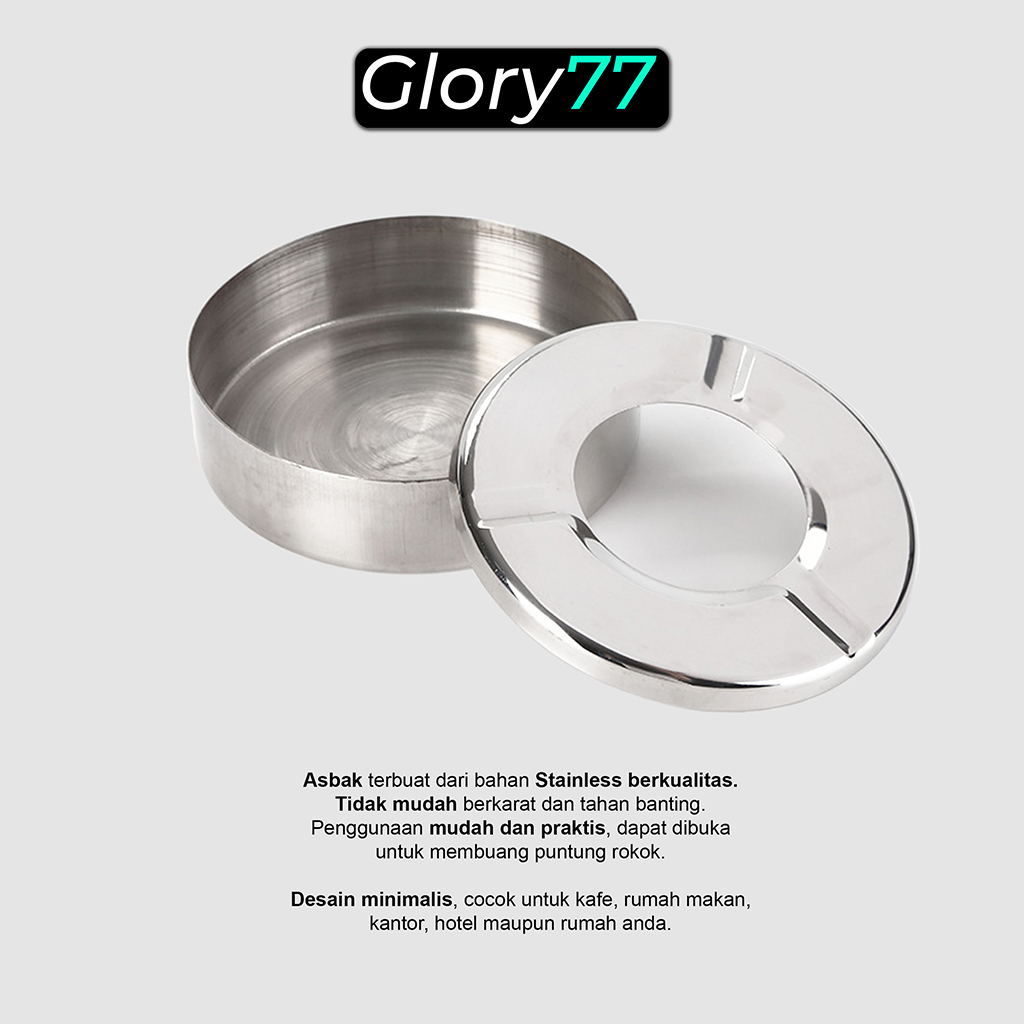 Glory77
Asbak terbuat dari bahan Stainless berkualitas.
Tidak mudah berkarat dan tahan banting.
Penggunaan mudah dan praktis, dapat dibuka
untuk membuang puntung rokok.
Desain minimalis, cocok untuk kafe, rumah makan,
kantor, hotel maupun rumah anda.